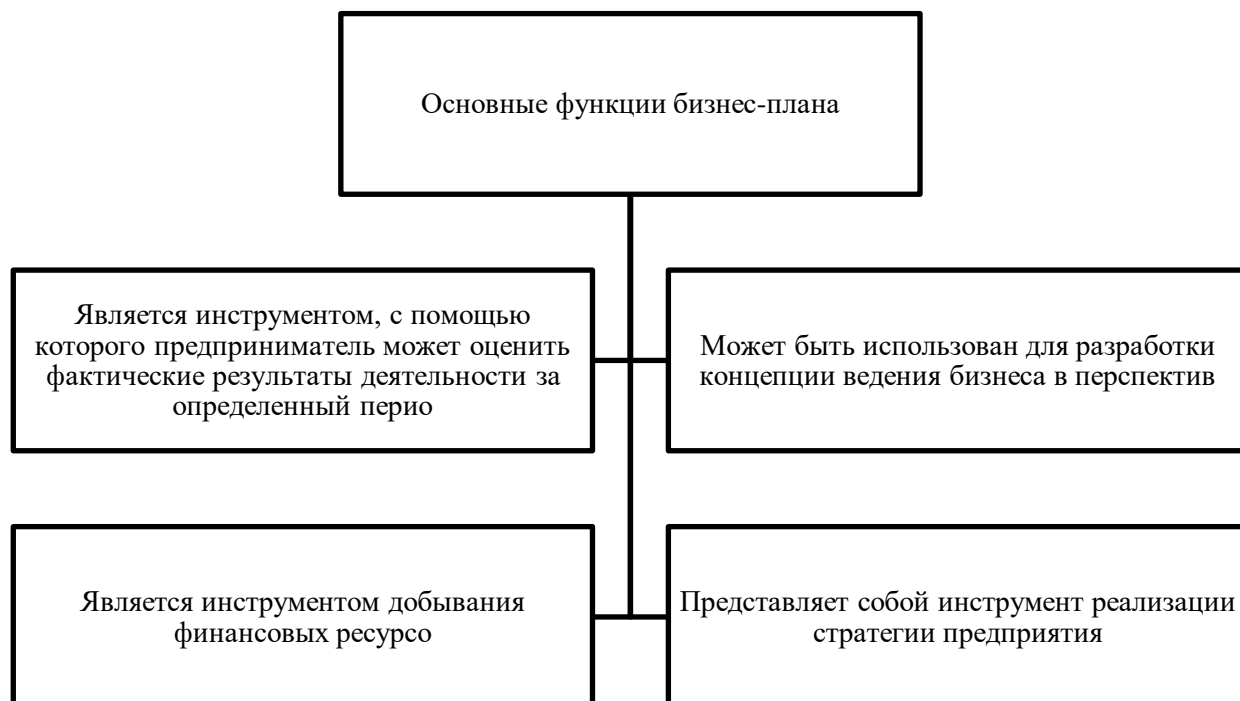 Основные функции бизнес-плана
Является инструментом, с помощью
которого предприниматель может оценить
фактические результаты деятельности за
определенный перио
Может быть использован для разработки
концепции ведения бизнеса в перспектив
Является инструментом добывания
финансовых ресурсо
Представляет собой инструмент реализации
стратегии предприятия